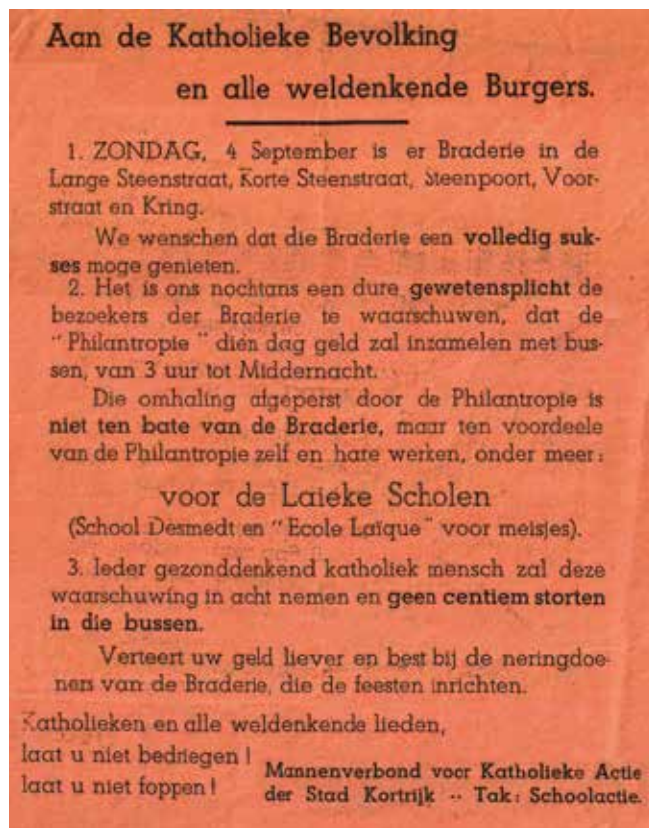 Aan de Katholieke Bevolking
en alle weldenkende Burgers.
1. ZONDAG, 4 September is er Braderie in de
Lange Steenstraat, Korte Steenstraat, Steenpoort, Voor-
straat en Kring.
We wenschen dat die Braderie een volledig suk-
ses moge genieten.
2. Het is ons nochtans een dure gewetensplicht de
bezoekers der Braderie te waarschuwen, dat de
"Philantropie" dien dag geld zal inzamelen met bus-
sen, van 3 uur tot Middernacht.
Die omhaling afgeperst door de Philantropie is
niet ten bate van de Braderie, maar ten voordeele
van de Philantropie zelf en hare werken, onder meer:
voor de Laieke Scholen
(School Desmedt en "Ecole Laïque" voor meisjes).
3. Ieder gezonddenkend katholiek mensch zal deze
waarschuwing in acht nemen en geen centiem storten
in die bussen.
Verteert uw geld liever en best bij de neringdoe-
ners van de Braderie, die de feesten inrichten.
Katholieken en alle weldenkende lieden,
laat u niet bedriegen!
laat u niet foppen!
Mannenverbond voor Katholieke Actie
der Stad Kortrijk -- Tak: Schoolactie.